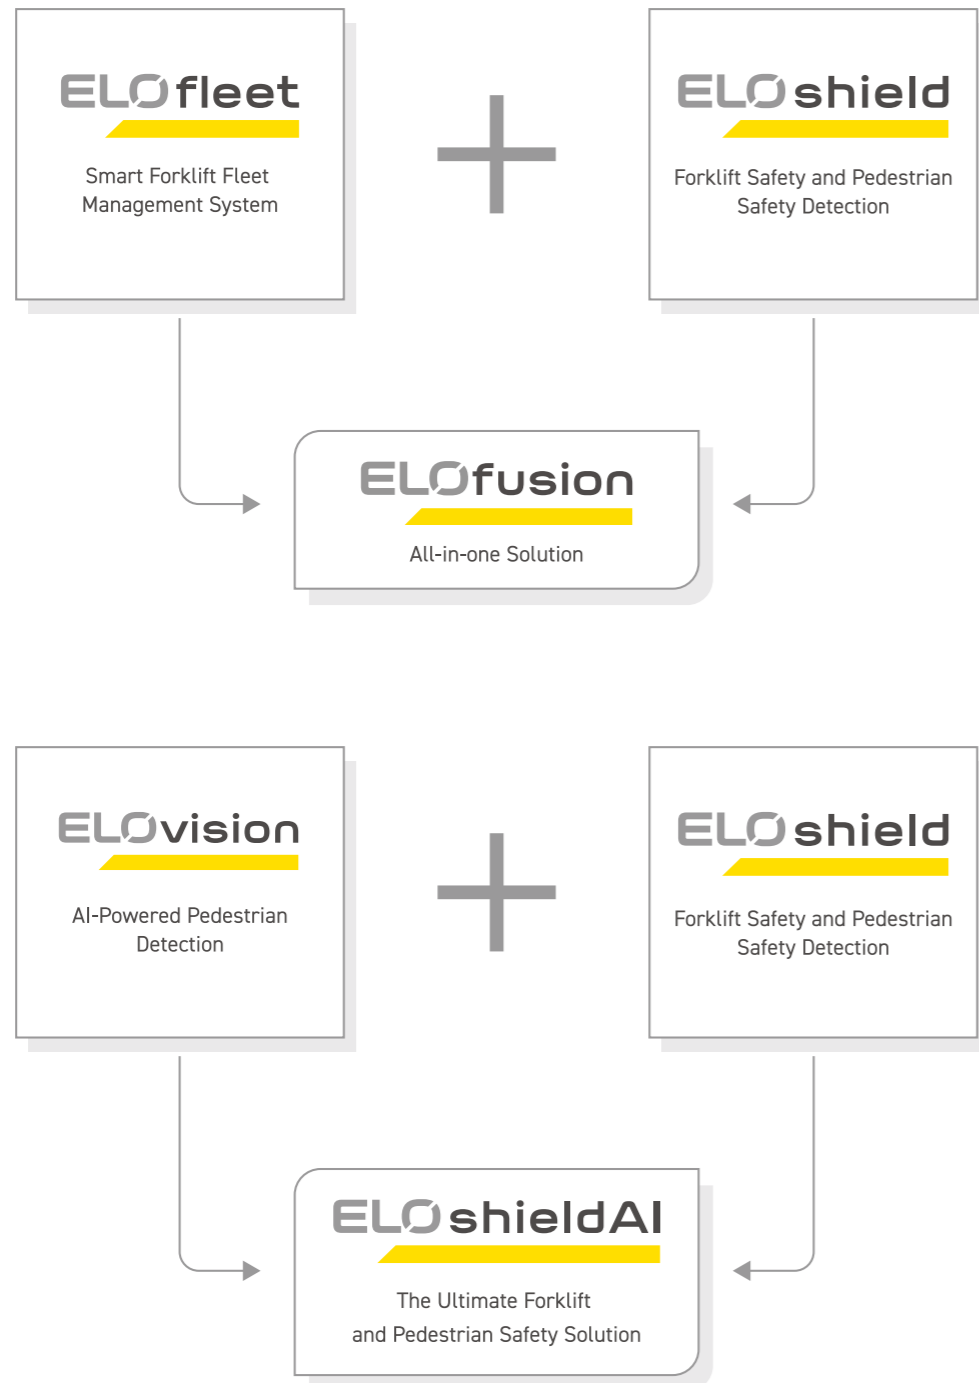 ELOfleet
Smart Forklift Fleet
Management System
ELOshield
Forklift Safety and Pedestrian
Safety Detection
ELOfusion
All-in-one Solution
ELOvision
AI-Powered Pedestrian
Detection
ELOshield
Forklift Safety and Pedestrian
Safety Detection
ELOshieldAI
The Ultimate Forklift
and Pedestrian Safety Solution